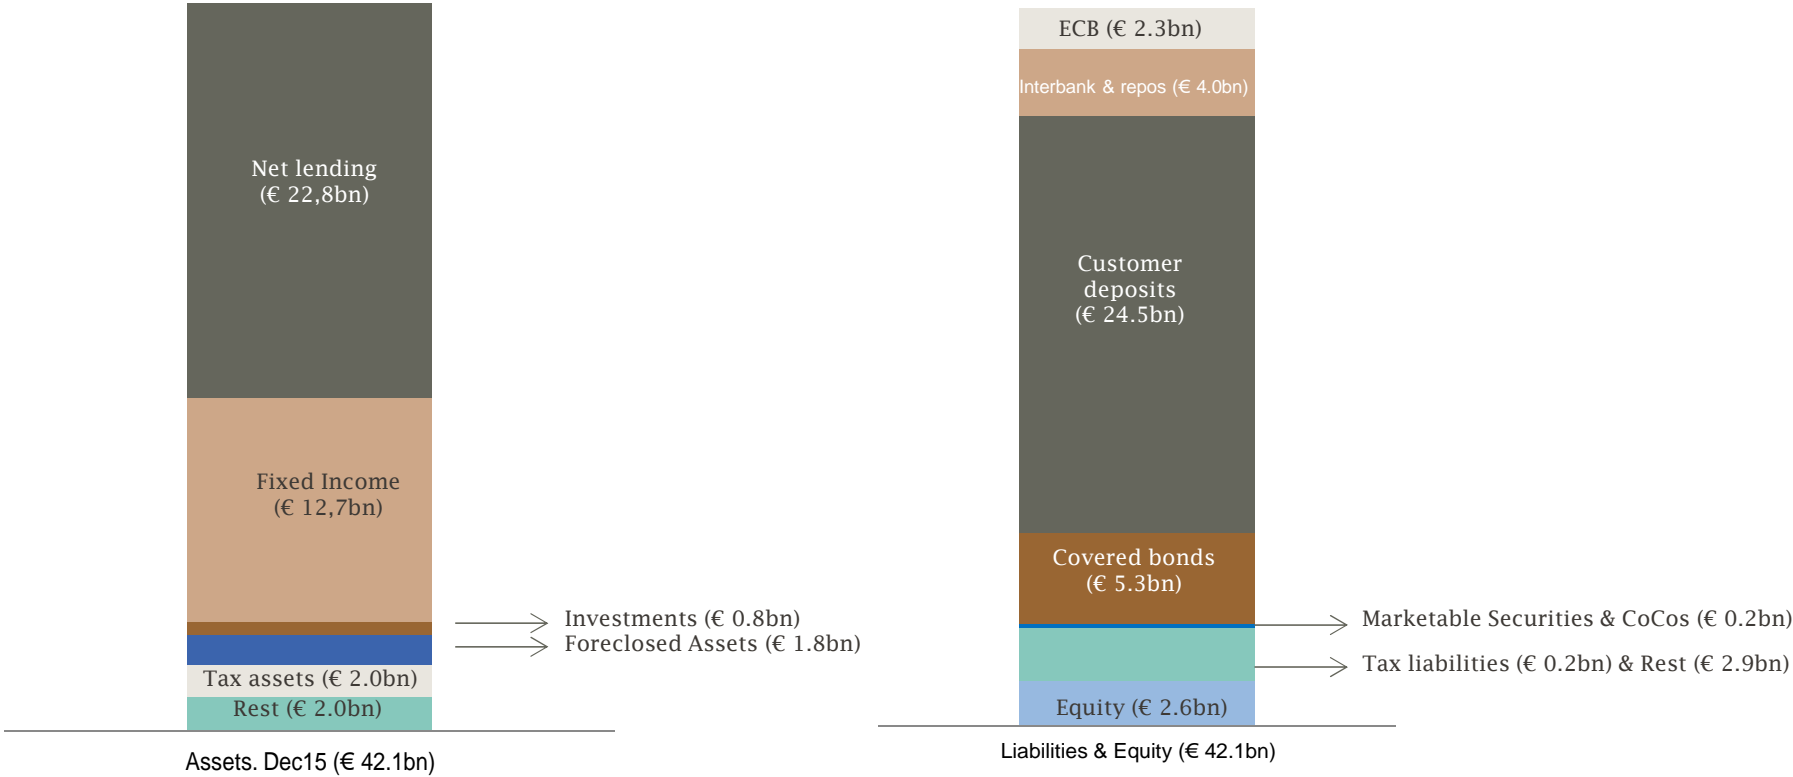 Net lending
(€ 22,8bn)
Fixed Income
(€ 12,7bn)
Investments (€ 0.8bn)
Foreclosed Assets (€ 1.8bn)
Tax assets (€ 2.0bn)
Rest (€ 2.0bn)
Assets. Dec15 (€ 42.1bn)
ECB (€ 2.3bn)
Interbank & repos (€ 4.0bn)
Customer
deposits
(€ 24.5bn)
Covered bonds
(€ 5.3bn)
Marketable Securities & CoCos (€ 0.2bn)
Tax liabilities (€ 0.2bn) & Rest (€ 2.9bn)
Equity (€ 2.6bn)
Liabilities & Equity (€ 42.1bn)